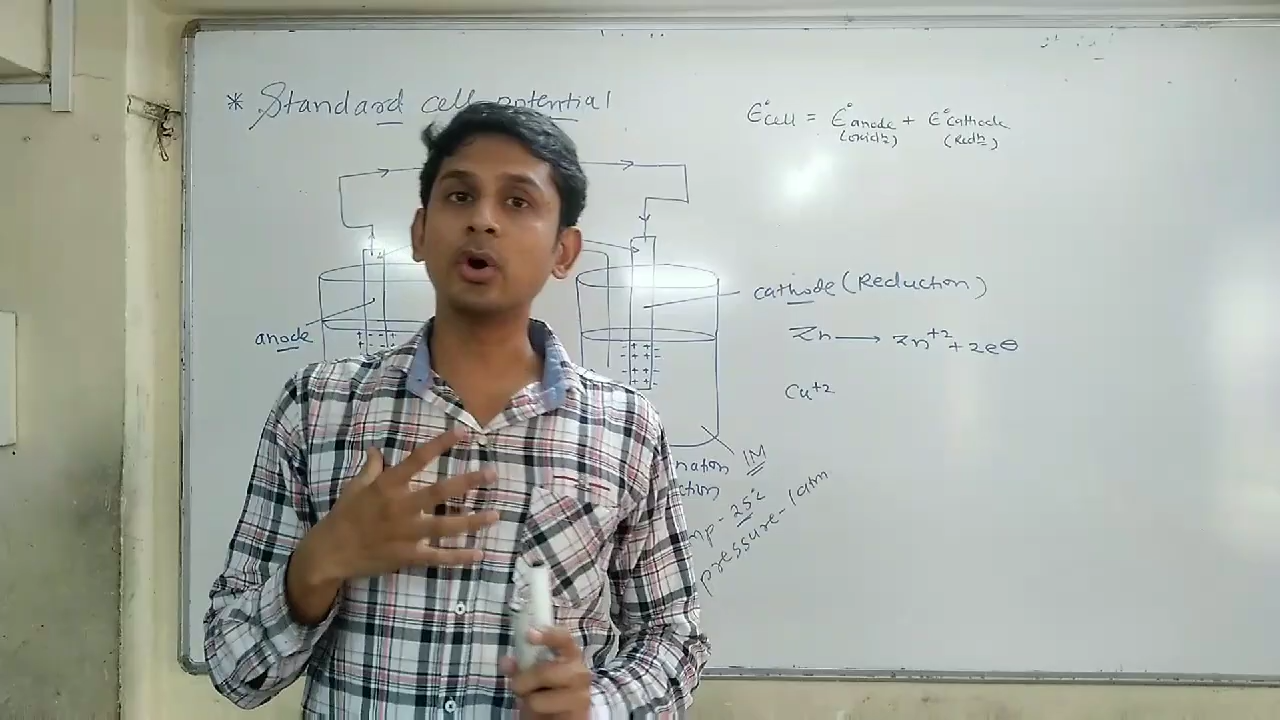 * Standard cell potential
E°cell = E°anode + E°cathode
(oxidn) (Redn)
cathode (Reduction)
anode
Zn → Zn+2 + 2e⊖
Cu+2
1M
25°c
pressure - 1atm